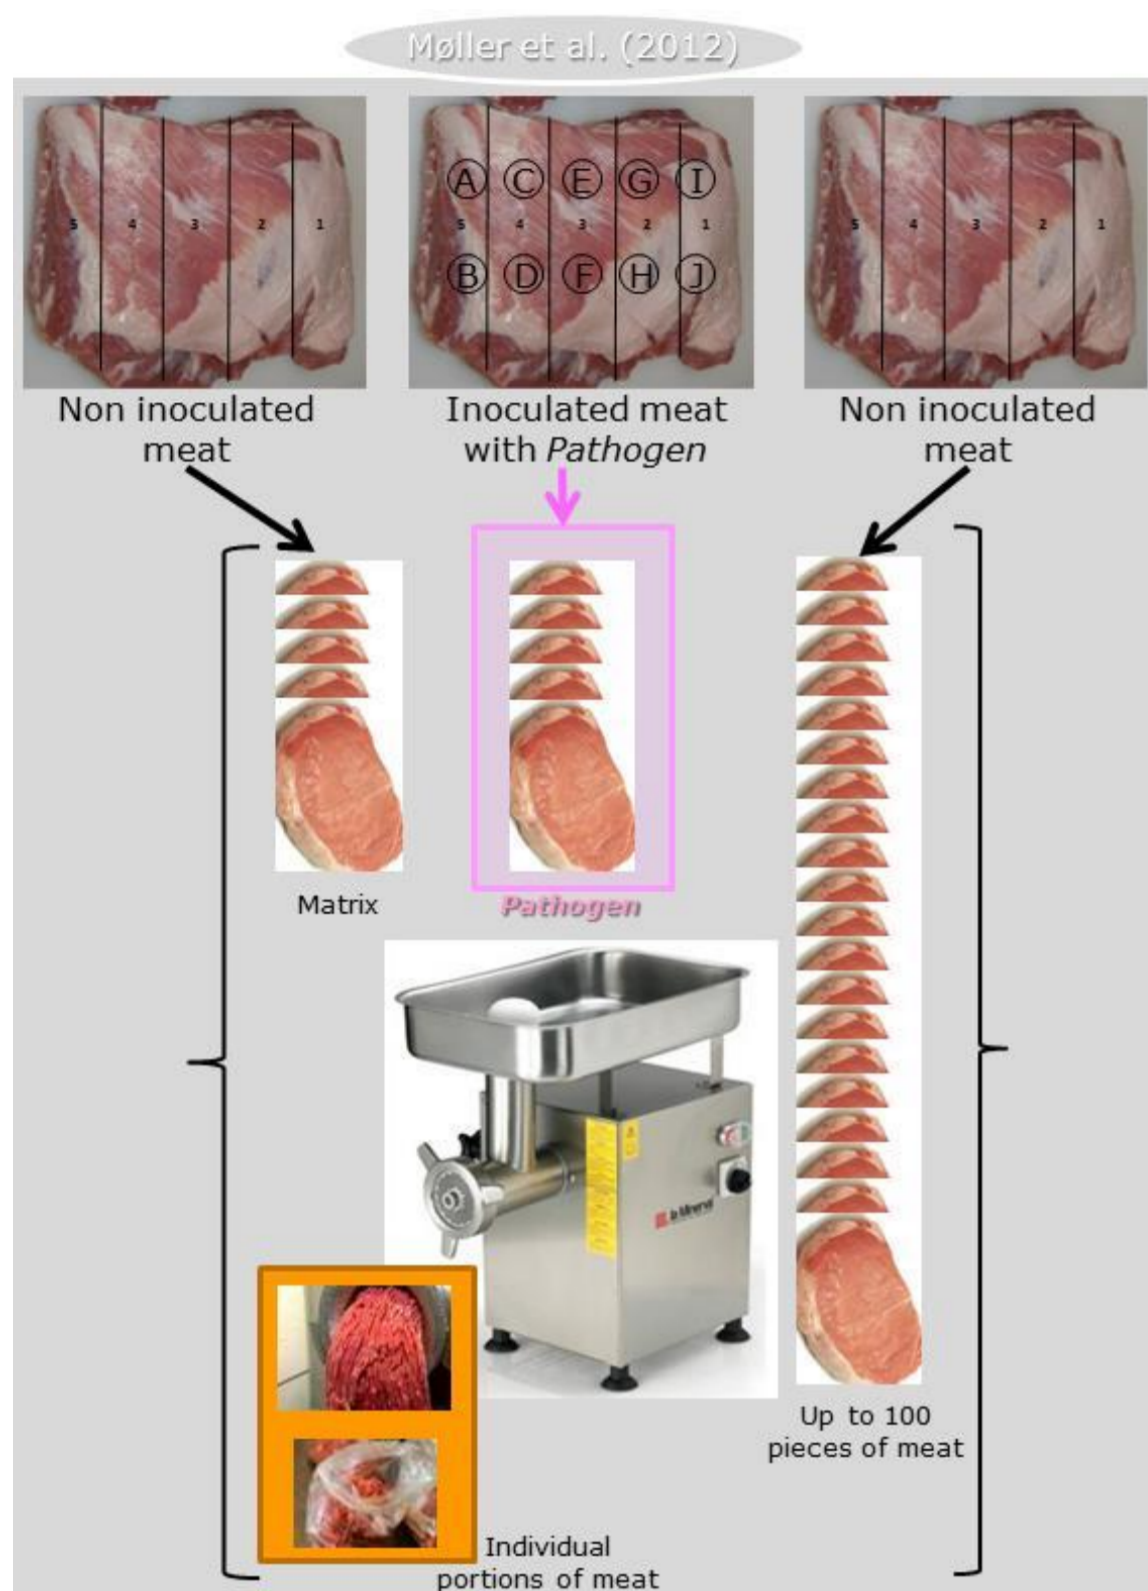 Møller et al. (2012)
5 4 3 2 1
A C E G I
5 4 3 2 1
B D F H J
5 4 3 2 1
Non inoculated
meat
Inoculated meat
with Pathogen
Non inoculated
meat
Matrix
Pathogen
la Minerva
Up to 100
pieces of meat
Individual
portions of meat